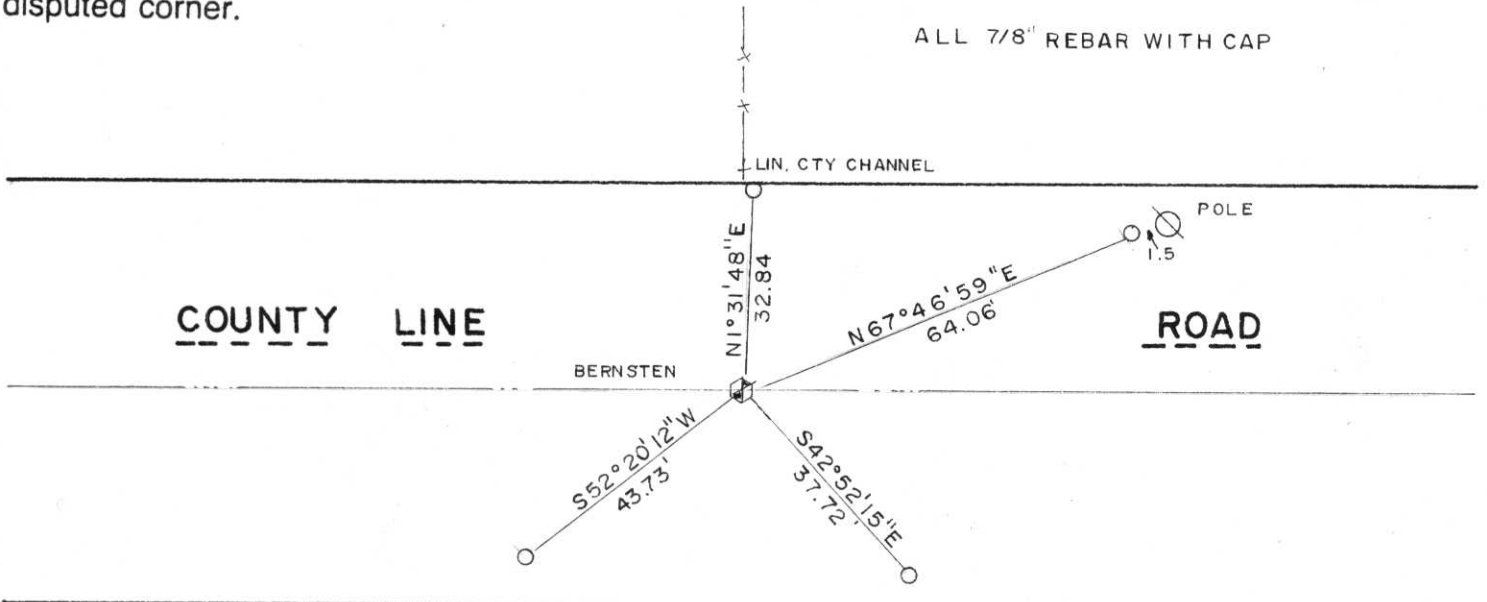 disputed corner.
ALL 7/8" REBAR WITH CAP
LIN. CTY CHANNEL
POLE
1.5
N1°31'48"E
32.84
N67°46'59"E
64.06'
COUNTY LINE
ROAD
BERNSTEN
S52°20'12"W
43.73'
S42°52'15"E
37.72'